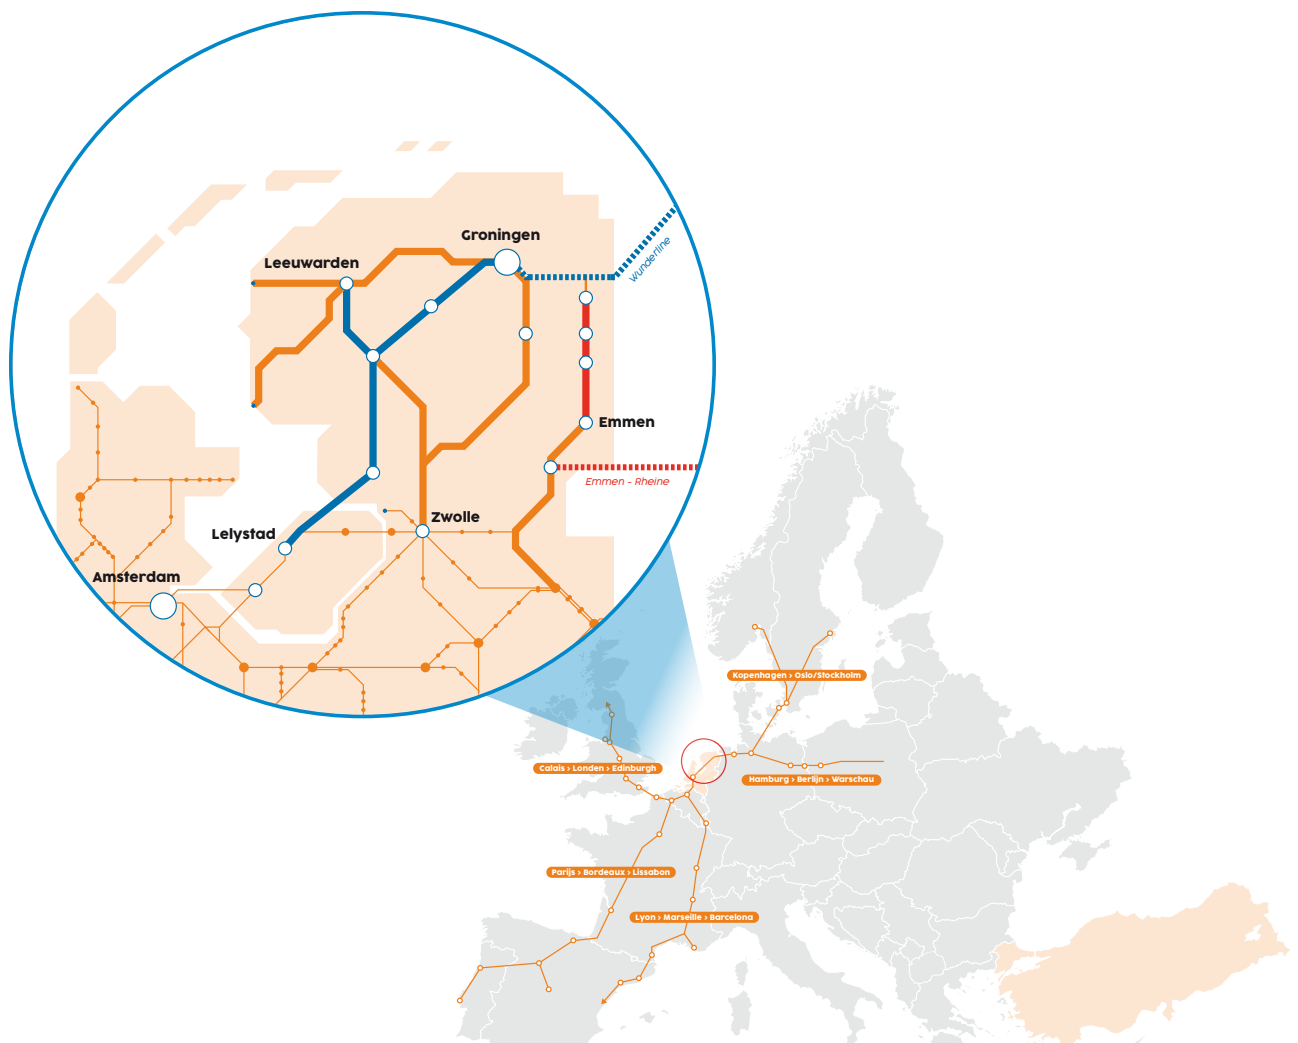 Groningen
Leeuwarden
Wunderline
Emmen
Emmen - Rheine
Zwolle
Lelystad
Amsterdam
Kopenhagen > Oslo/Stockholm
Calais > Londen > Edinburgh
Hamburg > Berlijn > Warschau
Parijs > Bordeaux > Lissabon
Lyon > Marseille > Barcelona